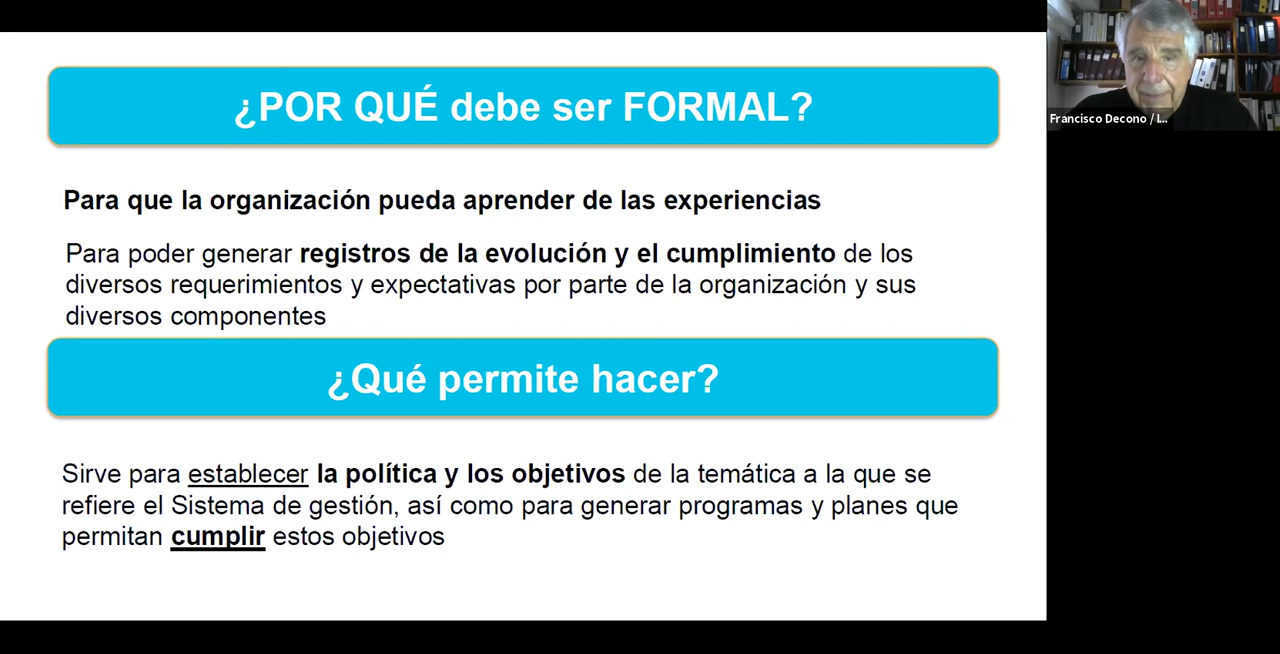 ¿POR QUÉ debe ser FORMAL?
Francisco Decono / I...
Para que la organización pueda aprender de las experiencias
Para poder generar registros de la evolución y el cumplimiento de los
diversos requerimientos y expectativas por parte de la organización y sus
diversos componentes
¿Qué permite hacer?
Sirve para establecer la política y los objetivos de la temática a la que se
refiere el Sistema de gestión, así como para generar programas y planes que
permitan cumplir estos objetivos